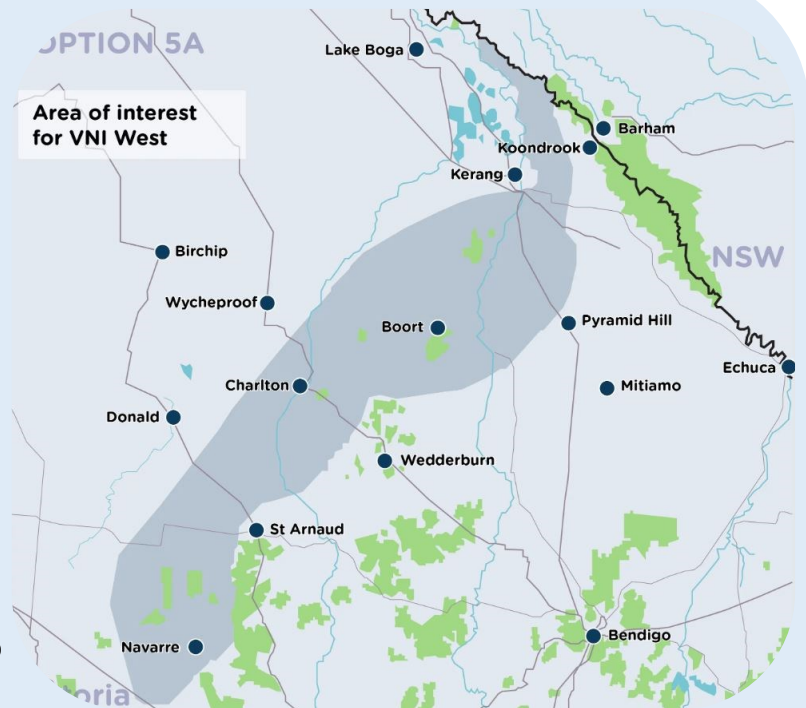 OPTION 5A
Lake Boga
Area of interest
for VNI West
Barham
Koondrook
Kerang
Birchip
NSW
Wycheproof
Boort
Pyramid Hill
Echuca
Charlton
Mitiamo
Donald
Wedderburn
St Arnaud
Bendigo
Navarre
toria